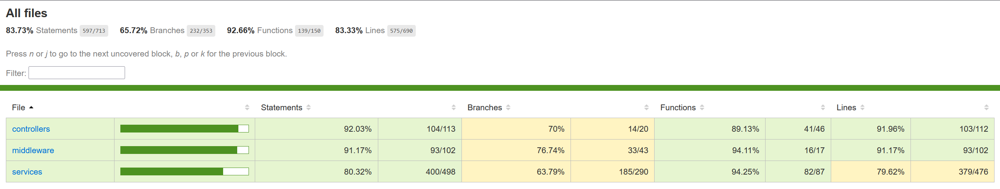 All files
83.73% Statements 597/713 65.72% Branches 232/353 92.66% Functions 139/150 83.33% Lines 575/690
Press n or j to go to the next uncovered block, b, p or k for the previous block.
Filter:
File Statements Branches Functions Lines
controllers 92.03% 104/113 70% 14/20 89.13% 41/46 91.96% 103/112
middleware 91.17% 93/102 76.74% 33/43 94.11% 16/17 91.17% 93/102
services 80.32% 400/498 63.79% 185/290 94.25% 82/87 79.62% 379/476